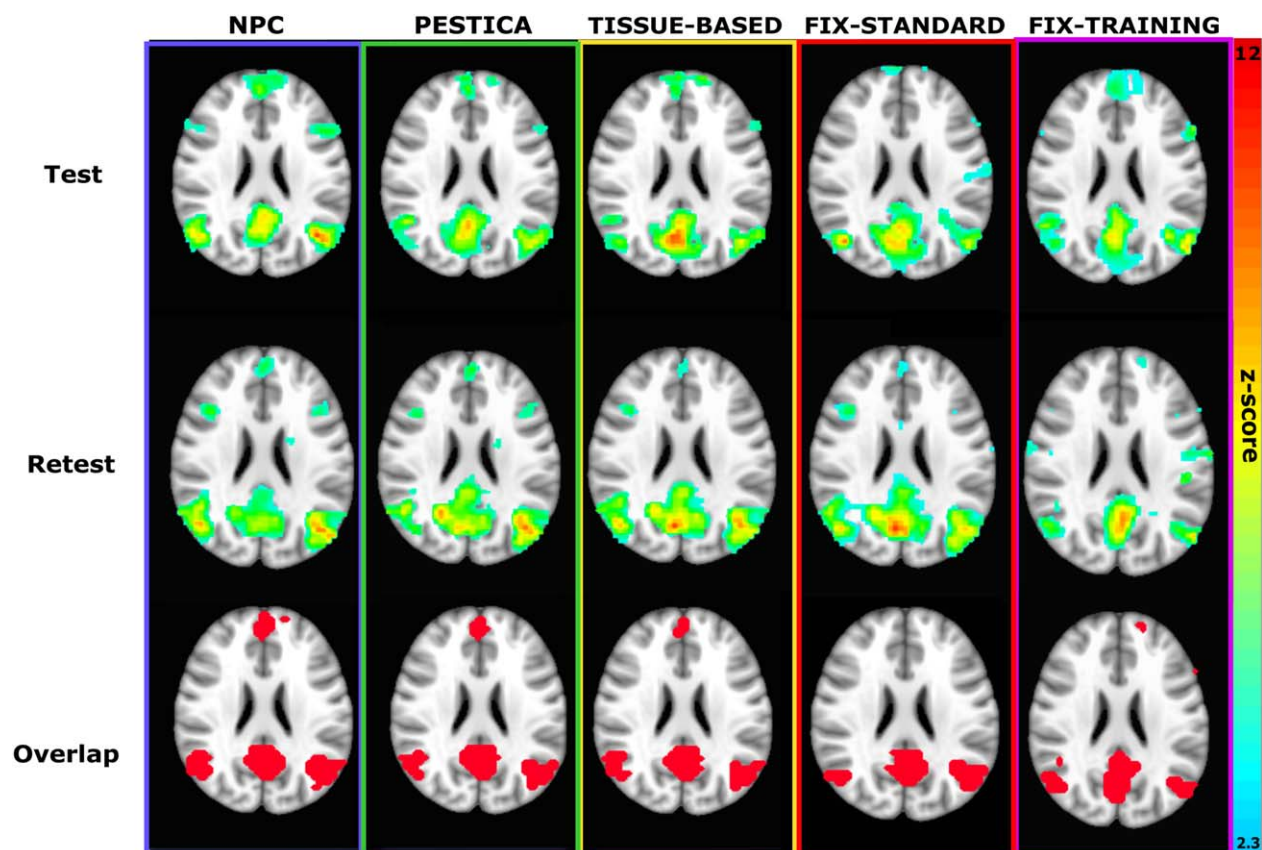 NPC PESTICA TISSUE-BASED FIX-STANDARD FIX-TRAINING
12
Test
Retest
z-score
Overlap
2.3